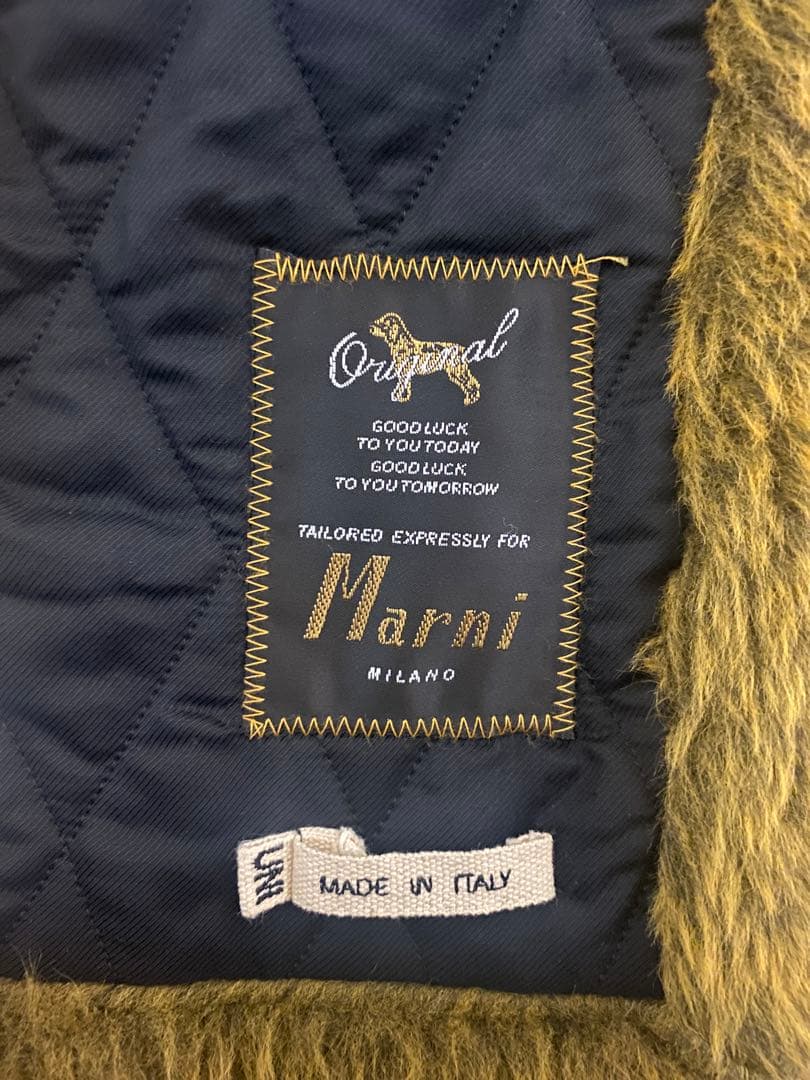 Original
GOOD LUCK
TO YOU TODAY
GOOD LUCK
TO YOU TOMORROW
TAILORED EXPRESSLY FOR
Marni
MILANO
UNI
MADE IN ITALY